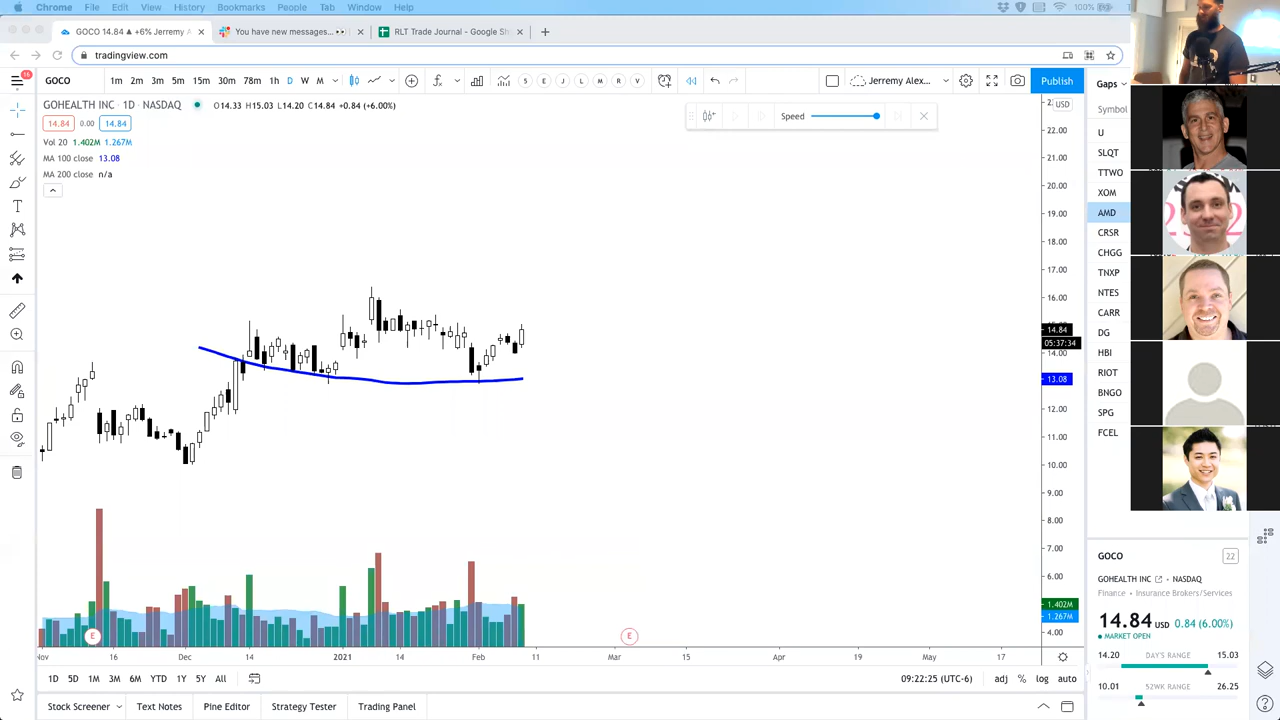 Chrome File Edit View History Bookmarks People Tab Window Help 100%
GOCO 14.84 ▲ +6% Jerremy A
You have new messages...
RLT Trade Journal - Google Sh
tradingview.com
16
GOCO 1m 2m 3m 5m 15m 30m 78m 1h D W M 5 E J L M R V Jerremy Alex... Publish
Gaps
GOHEALTH INC · 1D · NASDAQ O14.33 H15.03 L14.20 C14.84 +0.84 (+6.00%)
14.84 0.00 14.84
Vol 20 1.402M 1.267M
MA 100 close 13.08
MA 200 close n/a
Speed
USD
22.00
21.00
20.00
19.00
18.00
17.00
16.00
14.84
05:37:34
14.00
13.08
12.00
11.00
10.00
9.00
8.00
7.00
6.00
1.402M
1.267M
4.00
E E
Nov 16 Dec 14 2021 14 Feb 11 Mar 15 Apr 19 May 17
1D 5D 1M 3M 6M YTD 1Y 5Y All
09:22:25 (UTC-6) adj % log auto
Stock Screener Text Notes Pine Editor Strategy Tester Trading Panel
Symbol
U
SLQT
TTWO
XOM
AMD
CRSR
CHGG
TNXP
NTES
CARR
DG
HBI
RIOT
BNGO
SPG
FCEL
GOCO 22
GOHEALTH INC · NASDAQ
Finance · Insurance Brokers/Services
14.84 USD 0.84 (6.00%)
MARKET OPEN
14.20 DAY'S RANGE 15.03
10.01 52WK RANGE 26.25